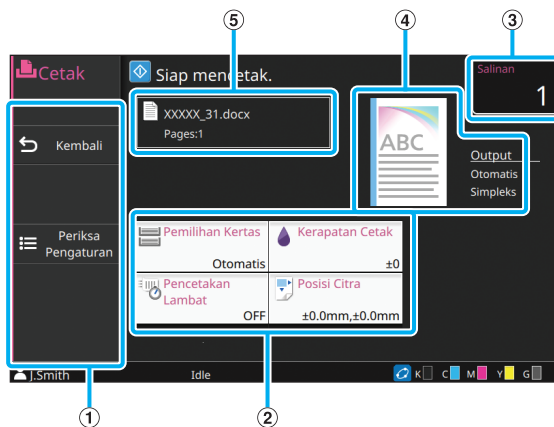 5
4
3
Cetak
Siap mencetak.
Salinan
1
XXXXX_31.docx
Pages:1
ABC
Kembali
Output
Otomatis
Simpleks
Periksa
Pengaturan
Pemilihan Kertas
Otomatis
Kerapatan Cetak
±0
Pencetakan
Lambat
OFF
Posisi Citra
±0.0mm,±0.0mm
J.Smith
Idle
K C M Y G
1
2